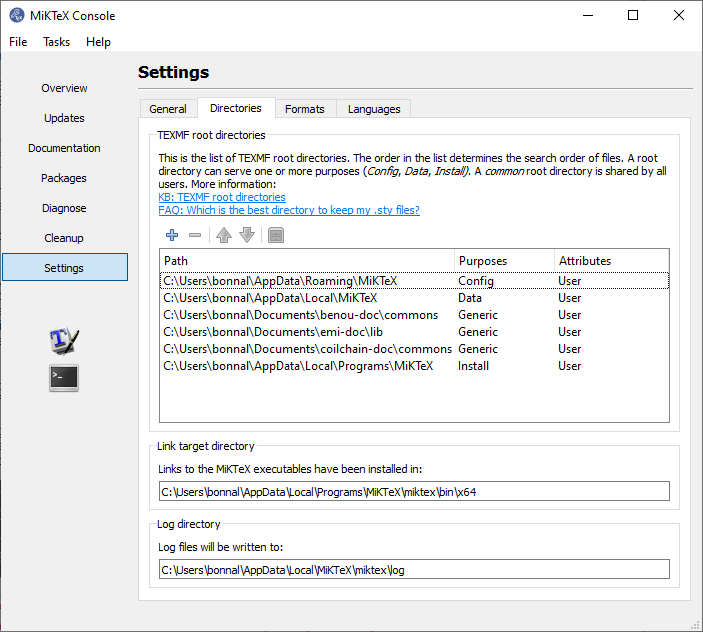 MiKTeX Console
File Tasks Help
Overview
Updates
Documentation
Packages
Diagnose
Cleanup
Settings
Settings
General Directories Formats Languages
TEXMF root directories
This is the list of TEXMF root directories. The order in the list determines the search order of files. A root
directory can serve one or more purposes (Config, Data, Install). A common root directory is shared by all
users. More information:
KB: TEXMF root directories
FAQ: Which is the best directory to keep my .sty files?
Path Purposes Attributes
C:\Users\bonnal\AppData\Roaming\MiKTeX Config User
C:\Users\bonnal\AppData\Local\MiKTeX Data User
C:\Users\bonnal\Documents\benou-doc\commons Generic User
C:\Users\bonnal\Documents\emi-doc\lib Generic User
C:\Users\bonnal\Documents\coilchain-doc\commons Generic User
C:\Users\bonnal\AppData\Local\Programs\MiKTeX Install User
Link target directory
Links to the MiKTeX executables have been installed in:
C:\Users\bonnal\AppData\Local\Programs\MiKTeX\miktex\bin\x64
Log directory
Log files will be written to:
C:\Users\bonnal\AppData\Local\MiKTeX\miktex\log